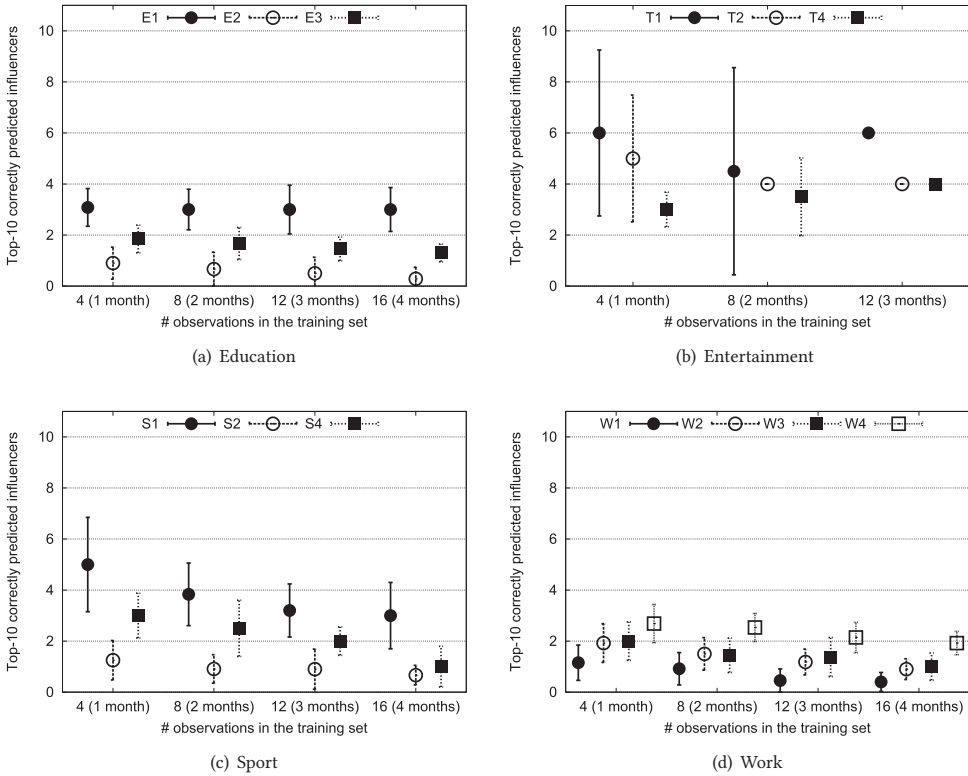 E1 E2 E3
10
8
6
4
2
0
4 (1 month) 8 (2 months) 12 (3 months) 16 (4 months)
# observations in the training set
Top-10 correctly predicted influencers
(a) Education
T1 T2 T4
10
8
6
4
2
0
4 (1 month) 8 (2 months) 12 (3 months)
# observations in the training set
Top-10 correctly predicted influencers
(b) Entertainment
S1 S2 S4
10
8
6
4
2
0
4 (1 month) 8 (2 months) 12 (3 months) 16 (4 months)
# observations in the training set
Top-10 correctly predicted influencers
(c) Sport
W1 W2 W3 W4
10
8
6
4
2
0
4 (1 month) 8 (2 months) 12 (3 months) 16 (4 months)
# observations in the training set
Top-10 correctly predicted influencers
(d) Work